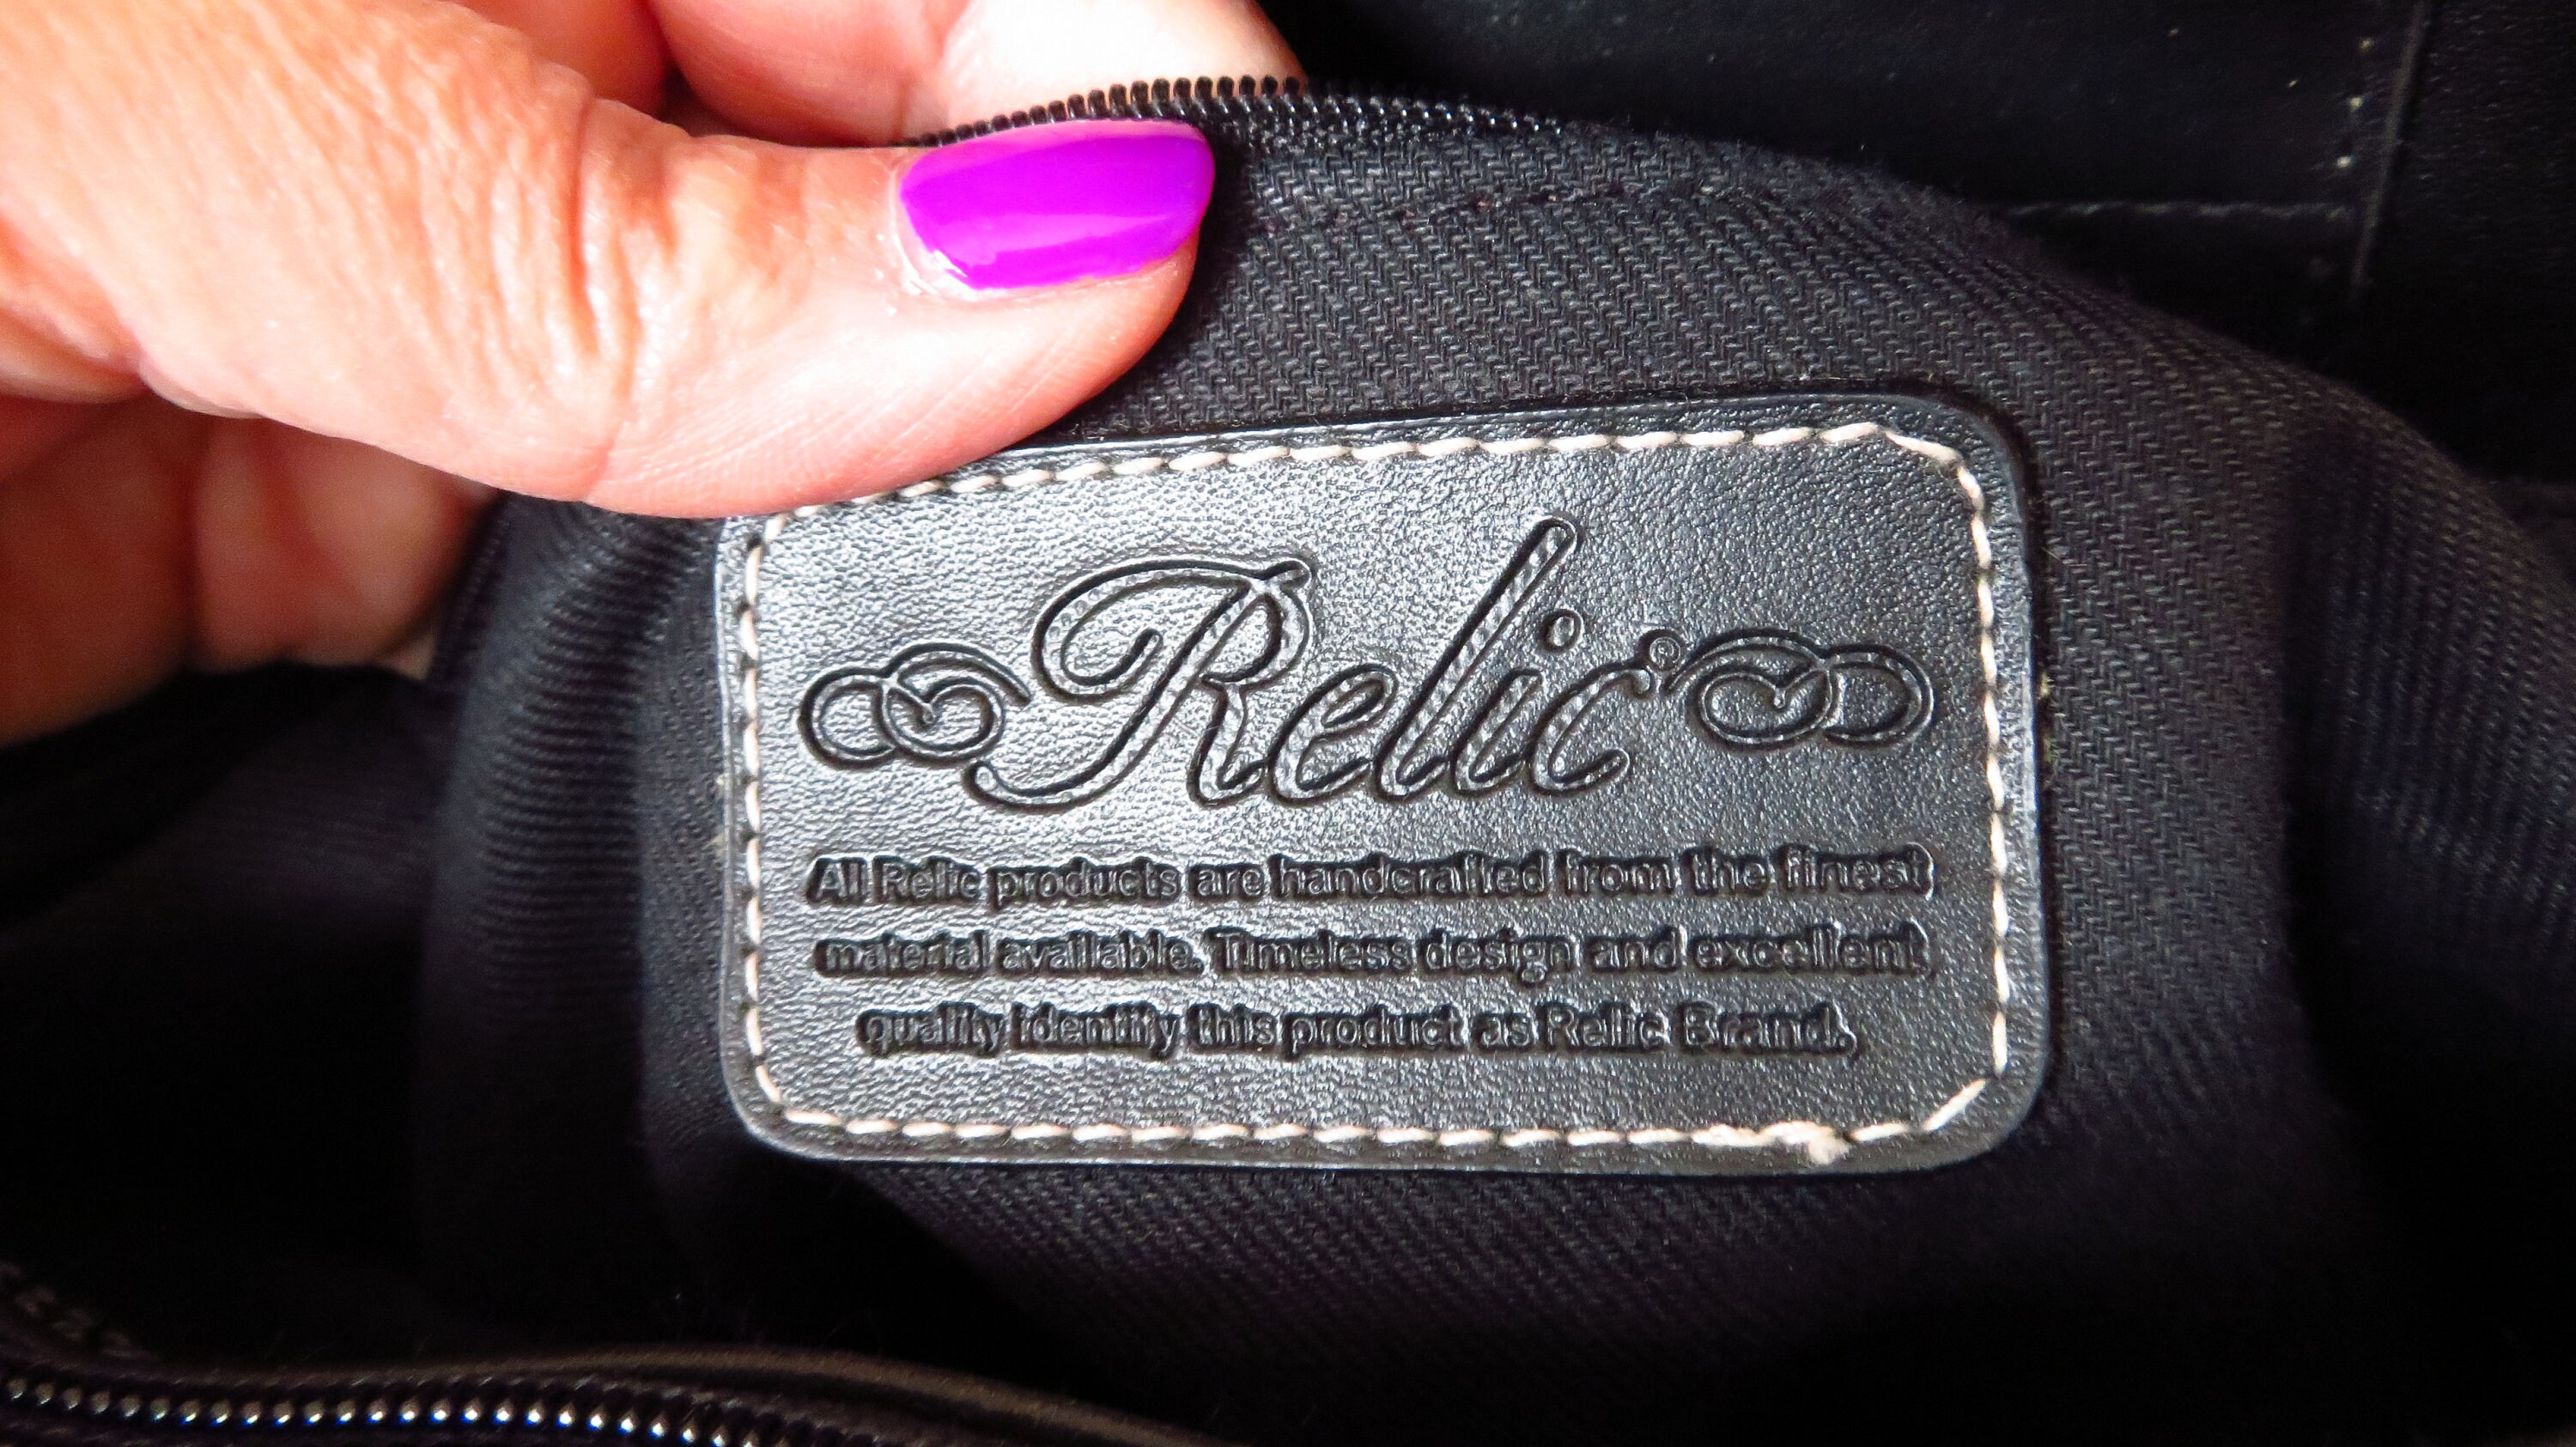 Relic®
All Relic products are handcrafted from the finest
material available. Timeless design and excellent
quality identify this product as Relic Brand.